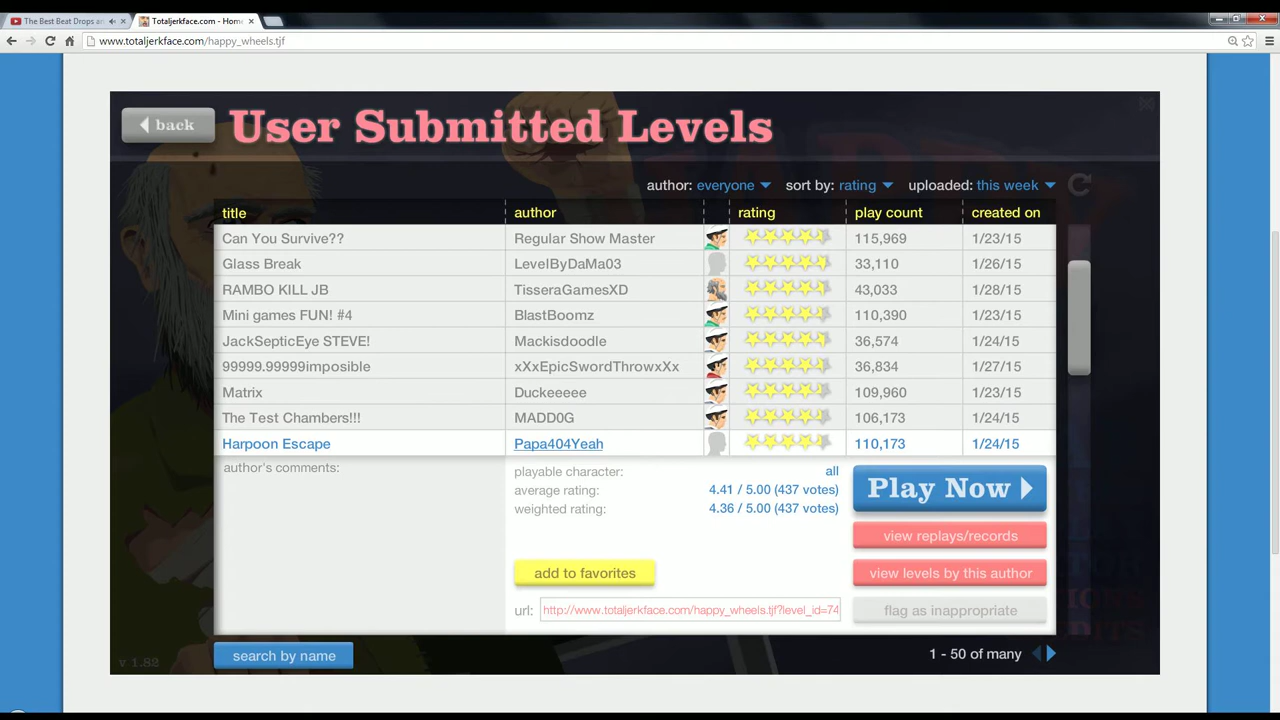 The Best Beat Drops an
Totaljerkface.com - Hom
www.totaljerkface.com/happy_wheels.tjf
back
User Submitted Levels
author: everyone sort by: rating uploaded: this week
title author rating play count created on
Can You Survive?? Regular Show Master 115,969 1/23/15
Glass Break LevelByDaMa03 33,110 1/26/15
RAMBO KILL JB TisseraGamesXD 43,033 1/28/15
Mini games FUN! #4 BlastBoomz 110,390 1/23/15
JackSepticEye STEVE! Mackisdoodle 36,574 1/24/15
99999.99999imposible xXxEpicSwordThrowxXx 36,834 1/27/15
Matrix Duckeeeee 109,960 1/23/15
The Test Chambers!!! MADD0G 106,173 1/24/15
Harpoon Escape Papa404Yeah 110,173 1/24/15
author's comments:
playable character: all
average rating: 4.41 / 5.00 (437 votes)
weighted rating: 4.36 / 5.00 (437 votes)
Play Now
view replays/records
add to favorites
view levels by this author
url: http://www.totaljerkface.com/happy_wheels.tjf?level_id=74
flag as inappropriate
search by name
1 - 50 of many
v 1.82